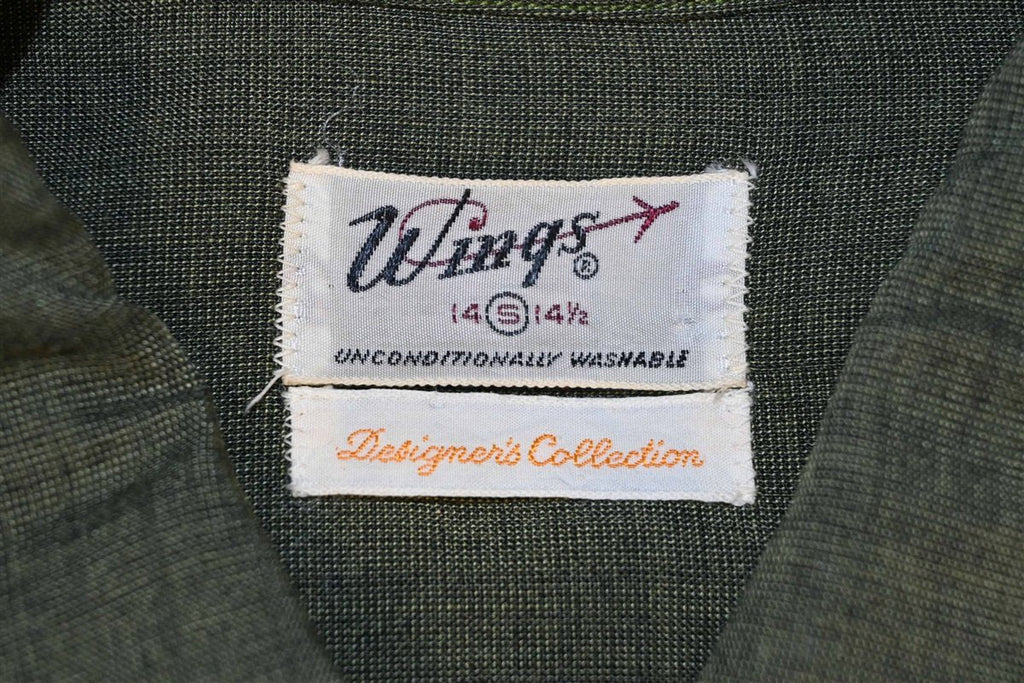 Wings®
14 S 14½
UNCONDITIONALLY WASHABLE
Designer's Collection